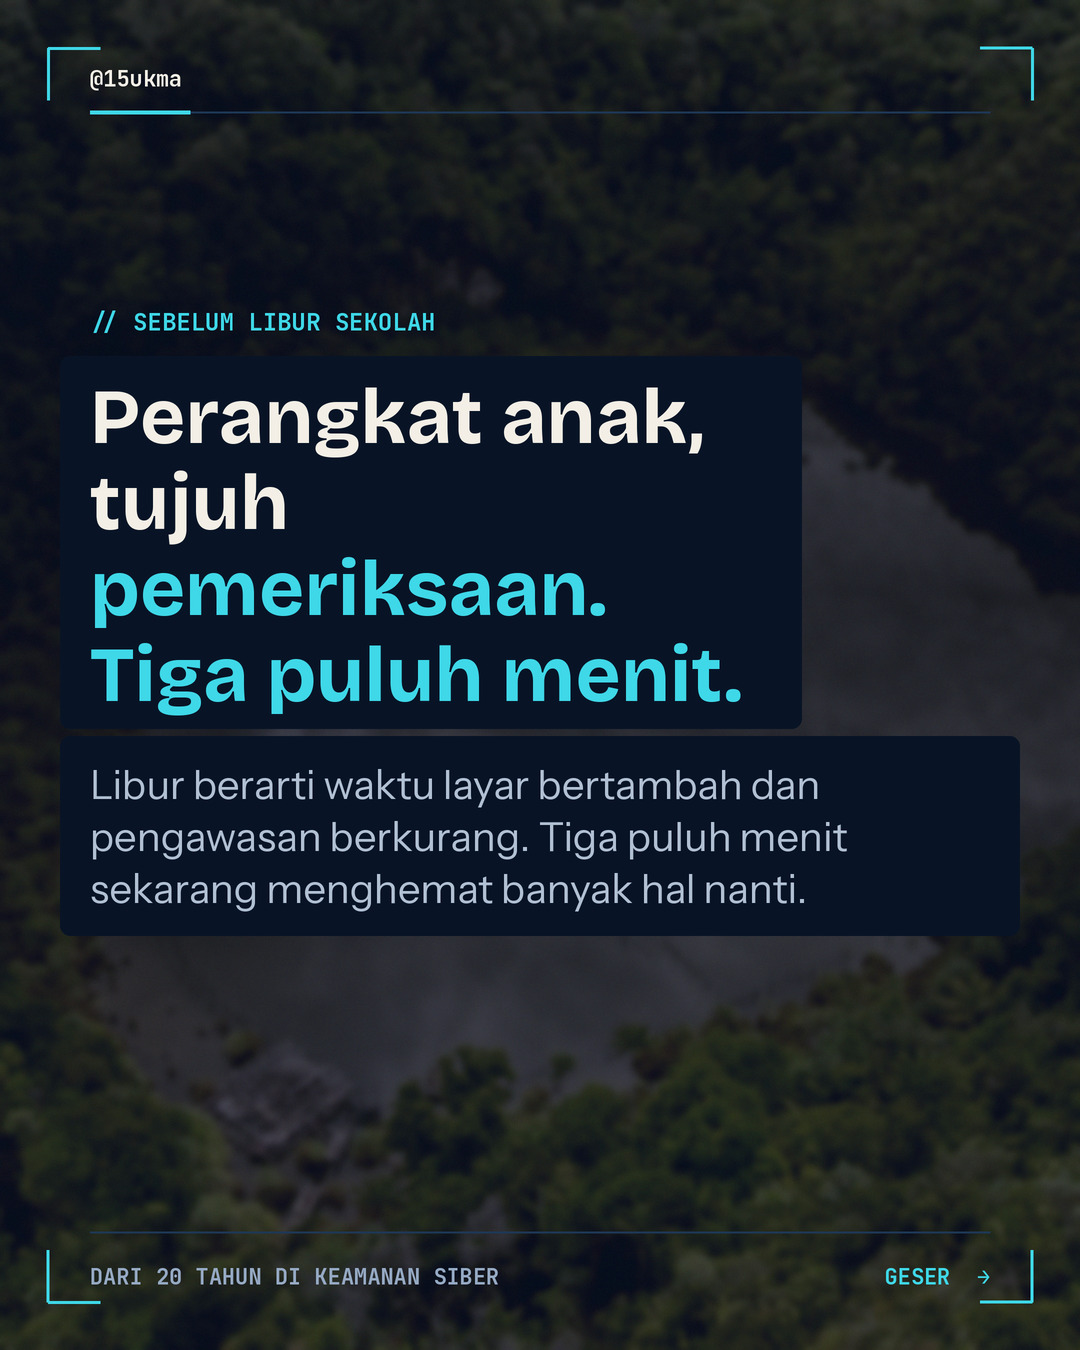 @15ukma
// SEBELUM LIBUR SEKOLAH
Perangkat anak,
tujuh
pemeriksaan.
Tiga puluh menit.
Libur berarti waktu layar bertambah dan
pengawasan berkurang. Tiga puluh menit
sekarang menghemat banyak hal nanti.
DARI 20 TAHUN DI KEAMANAN SIBER
GESER →